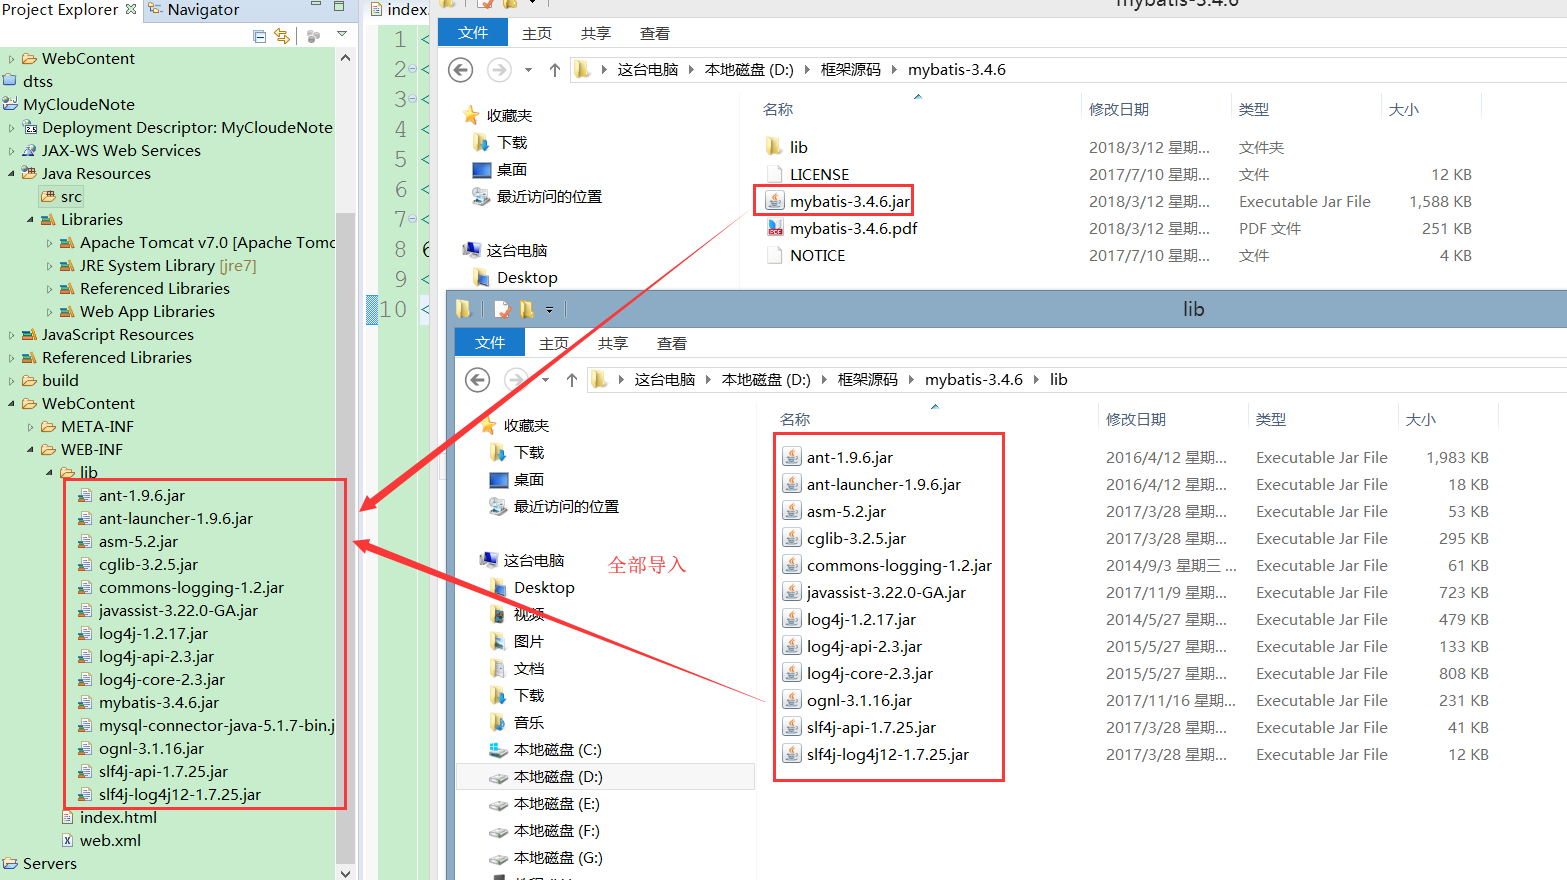 Project Explorer
Navigator
WebContent
dtss
MyCloudeNote
Deployment Descriptor: MyCloudeNote
JAX-WS Web Services
Java Resources
src
Libraries
Apache Tomcat v7.0 [Apache Tomc
JRE System Library [jre7]
Referenced Libraries
Web App Libraries
JavaScript Resources
Referenced Libraries
build
WebContent
META-INF
WEB-INF
lib
ant-1.9.6.jar
ant-launcher-1.9.6.jar
asm-5.2.jar
cglib-3.2.5.jar
commons-logging-1.2.jar
javassist-3.22.0-GA.jar
log4j-1.2.17.jar
log4j-api-2.3.jar
log4j-core-2.3.jar
mybatis-3.4.6.jar
mysql-connector-java-5.1.7-bin.j
ognl-3.1.16.jar
slf4j-api-1.7.25.jar
slf4j-log4j12-1.7.25.jar
index.html
web.xml
Servers
index.
1 <
2 <
3 <
4 <
5 <
6 <
7 <
8 6
9 <
10 <
mybatis-3.4.6
文件 主页 共享 查看
这台电脑 本地磁盘 (D:) 框架源码 mybatis-3.4.6
收藏夹
下载
桌面
最近访问的位置
这台电脑
Desktop
名称 修改日期 类型 大小
lib 2018/3/12 星期... 文件夹
LICENSE 2017/7/10 星期... 文件 12 KB
mybatis-3.4.6.jar 2018/3/12 星期... Executable Jar File 1,588 KB
mybatis-3.4.6.pdf 2018/3/12 星期... PDF 文件 251 KB
NOTICE 2017/7/10 星期... 文件 4 KB
lib
文件 主页 共享 查看
这台电脑 本地磁盘 (D:) 框架源码 mybatis-3.4.6 lib
收藏夹
下载
桌面
最近访问的位置
这台电脑
Desktop
视频
图片
文档
下载
音乐
本地磁盘 (C:)
本地磁盘 (D:)
本地磁盘 (E:)
本地磁盘 (F:)
本地磁盘 (G:)
全部导入
名称 修改日期 类型 大小
ant-1.9.6.jar 2016/4/12 星期... Executable Jar File 1,983 KB
ant-launcher-1.9.6.jar 2016/4/12 星期... Executable Jar File 18 KB
asm-5.2.jar 2017/3/28 星期... Executable Jar File 53 KB
cglib-3.2.5.jar 2017/3/28 星期... Executable Jar File 295 KB
commons-logging-1.2.jar 2014/9/3 星期三 ... Executable Jar File 61 KB
javassist-3.22.0-GA.jar 2017/11/9 星期... Executable Jar File 723 KB
log4j-1.2.17.jar 2014/5/27 星期... Executable Jar File 479 KB
log4j-api-2.3.jar 2015/5/27 星期... Executable Jar File 133 KB
log4j-core-2.3.jar 2015/5/27 星期... Executable Jar File 808 KB
ognl-3.1.16.jar 2017/11/16 星期... Executable Jar File 231 KB
slf4j-api-1.7.25.jar 2017/3/28 星期... Executable Jar File 41 KB
slf4j-log4j12-1.7.25.jar 2017/3/28 星期... Executable Jar File 12 KB